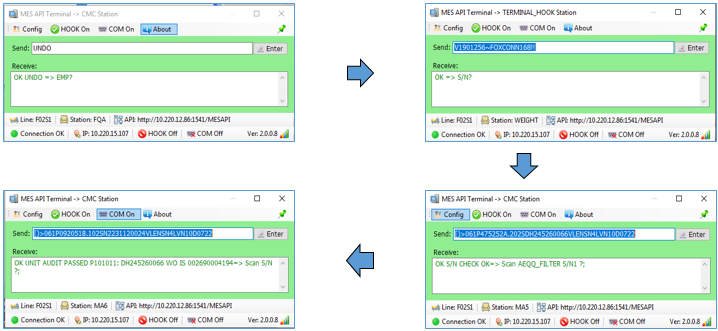 MES API Terminal -> CMC Station
Config HOOK On COM On About
Send: UNDO Enter
Receive:
OK UNDO => EMP?
Line: F02S1 Station: FQA API: http://10.220.12.86:1541/MESAPI
Connection OK IP: 10.220.15.107 HOOK Off COM Off Ver: 2.0.0.8
MES API Terminal -> TERMINAL_HOOK Station
Config HOOK On COM On About
Send: V1901256~iFOXCONN168!! Enter
Receive:
OK => S/N?
Line: F02S1 Station: WEIGHT API: http://10.220.12.86:1541/MESAPI
Connection OK IP: 10.220.15.107 HOOK Off COM Off Ver: 2.0.0.8
MES API Terminal -> CMC Station
Config HOOK On COM On About
Send: []>061P0920518.102SN2231120024VLENSN4LVN10D0722 Enter
Receive:
OK UNIT AUDIT PASSED P101011: DH245260066 WO IS 002690004194=> Scan S/N
?;
Line: F02S1 Station: MA6 API: http://10.220.12.86:1541/MESAPI
Connection OK IP: 10.220.15.107 HOOK Off COM Off Ver: 2.0.0.8
MES API Terminal -> CMC Station
Config HOOK On COM On About
Send: []>061P475252A.202SDH245260066VLENSN4LVN10D0722 Enter
Receive:
OK S/N CHECK OK=> Scan AEQQ_FILTER S/N1 ?;
Line: F02S1 Station: MA5 API: http://10.220.12.86:1541/MESAPI
Connection OK IP: 10.220.15.107 HOOK Off COM Off Ver: 2.0.0.8